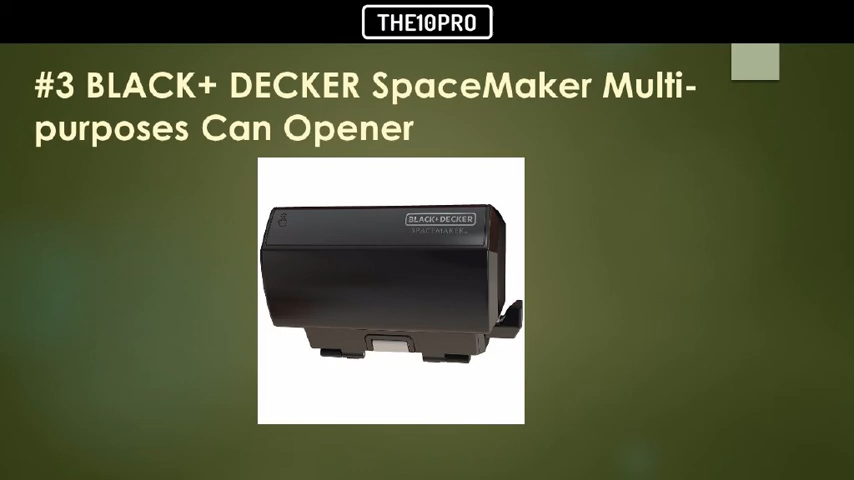 THE10PRO
#3 BLACK+ DECKER SpaceMaker Multi-
purposes Can Opener
BLACK+DECKER
SPACEMAKER